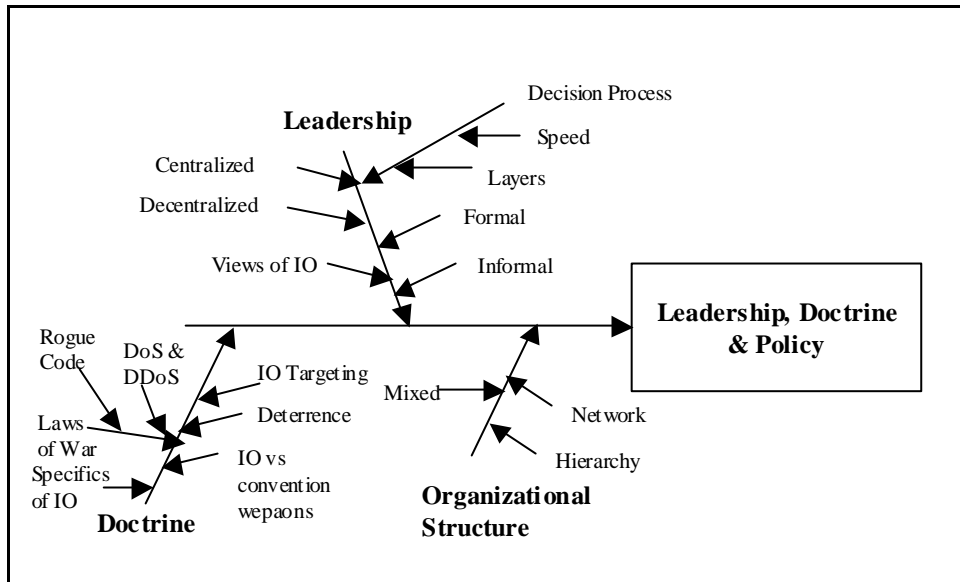 Decision Process
Leadership
Speed
Centralized
Layers
Decentralized
Formal
Views of IO
Informal
Leadership, Doctrine
& Policy
Rogue
Code
DoS &
DDoS
IO Targeting
Mixed
Network
Deterrence
Laws
of War
Specifics
of IO
IO vs
convention
wepaons
Hierarchy
Doctrine
Organizational
Structure